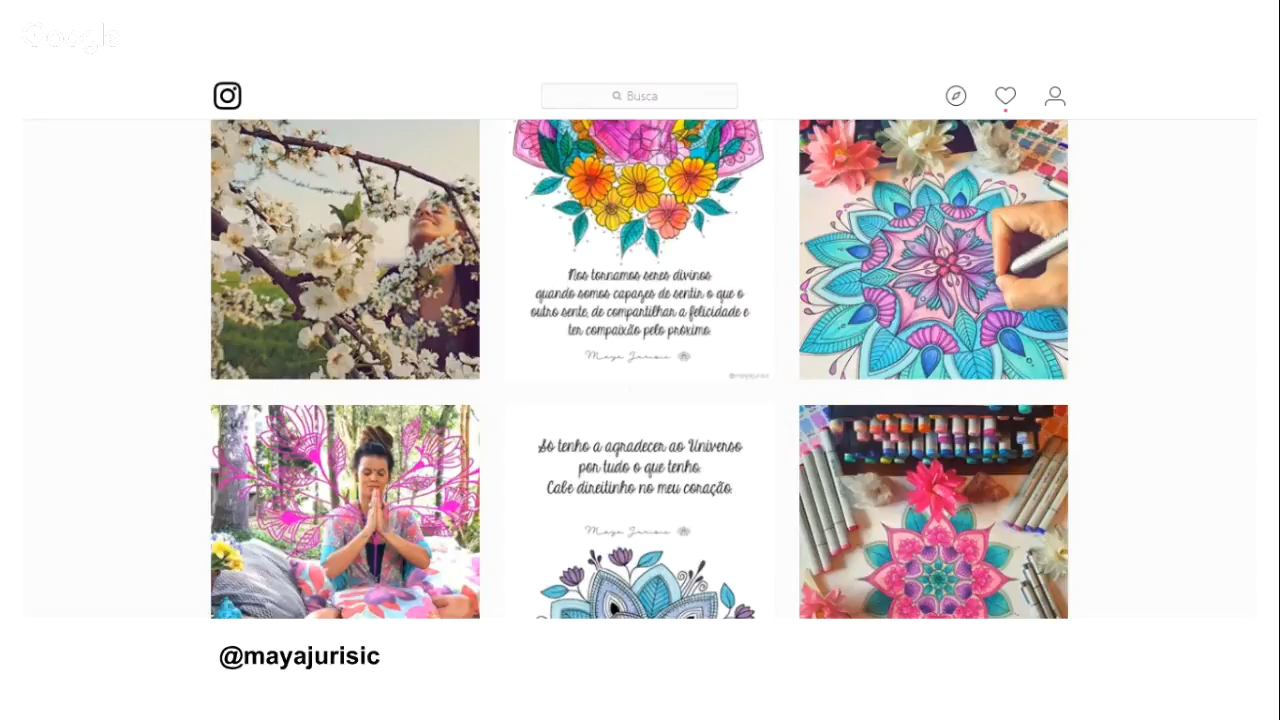 Google
Busca
Nos tornamos seres divinos
quando somos capazes de sentir o que o
outro sente, de compartilhar a felicidade e
ter compaixão pelo próximo.
Maya Jurisic
@mayajurisic
Só tenho a agradecer ao Universo
por tudo o que tenho.
Cabe direitinho no meu coração.
Maya Jurisic
@mayajurisic